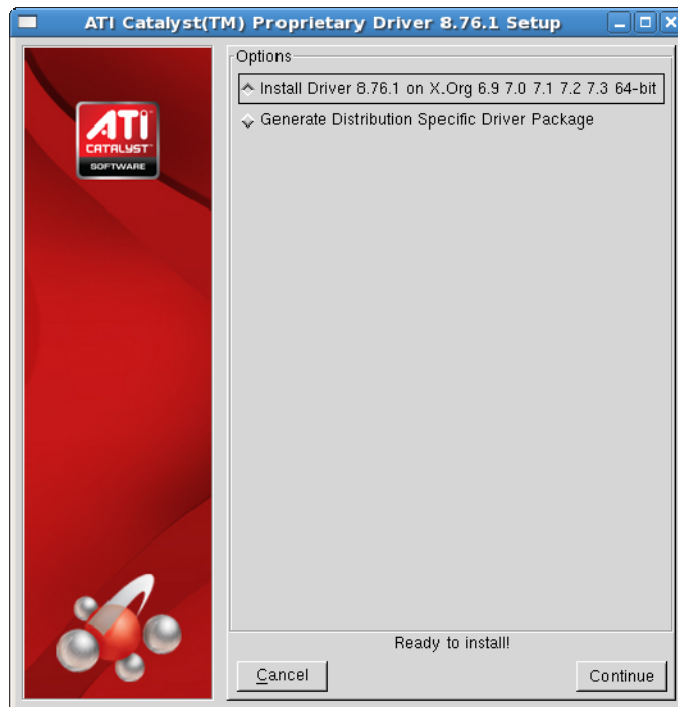 ATI Catalyst(TM) Proprietary Driver 8.76.1 Setup
ATI
CATALYST™
SOFTWARE
Options
Install Driver 8.76.1 on X.Org 6.9 7.0 7.1 7.2 7.3 64-bit
Generate Distribution Specific Driver Package
Ready to install!
Cancel
Continue